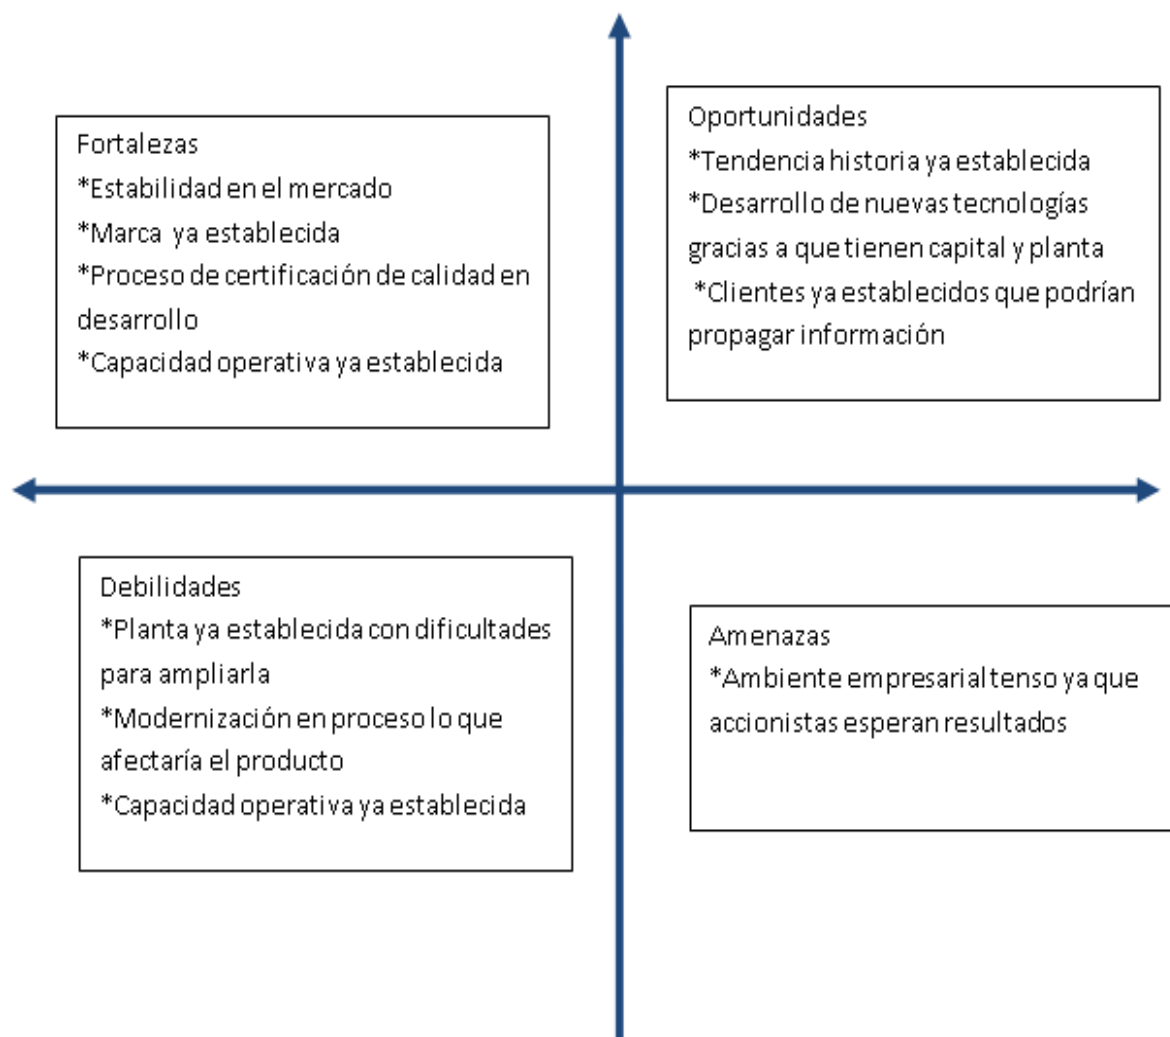 Fortalezas
*Estabilidad en el mercado
*Marca ya establecida
*Proceso de certificación de calidad en
desarrollo
*Capacidad operativa ya establecida
Oportunidades
*Tendencia historia ya establecida
*Desarrollo de nuevas tecnologías
gracias a que tienen capital y planta
*Clientes ya establecidos que podrían
propagar información
Debilidades
*Planta ya establecida con dificultades
para ampliarla
*Modernización en proceso lo que
afectaría el producto
*Capacidad operativa ya establecida
Amenazas
*Ambiente empresarial tenso ya que
accionistas esperan resultados